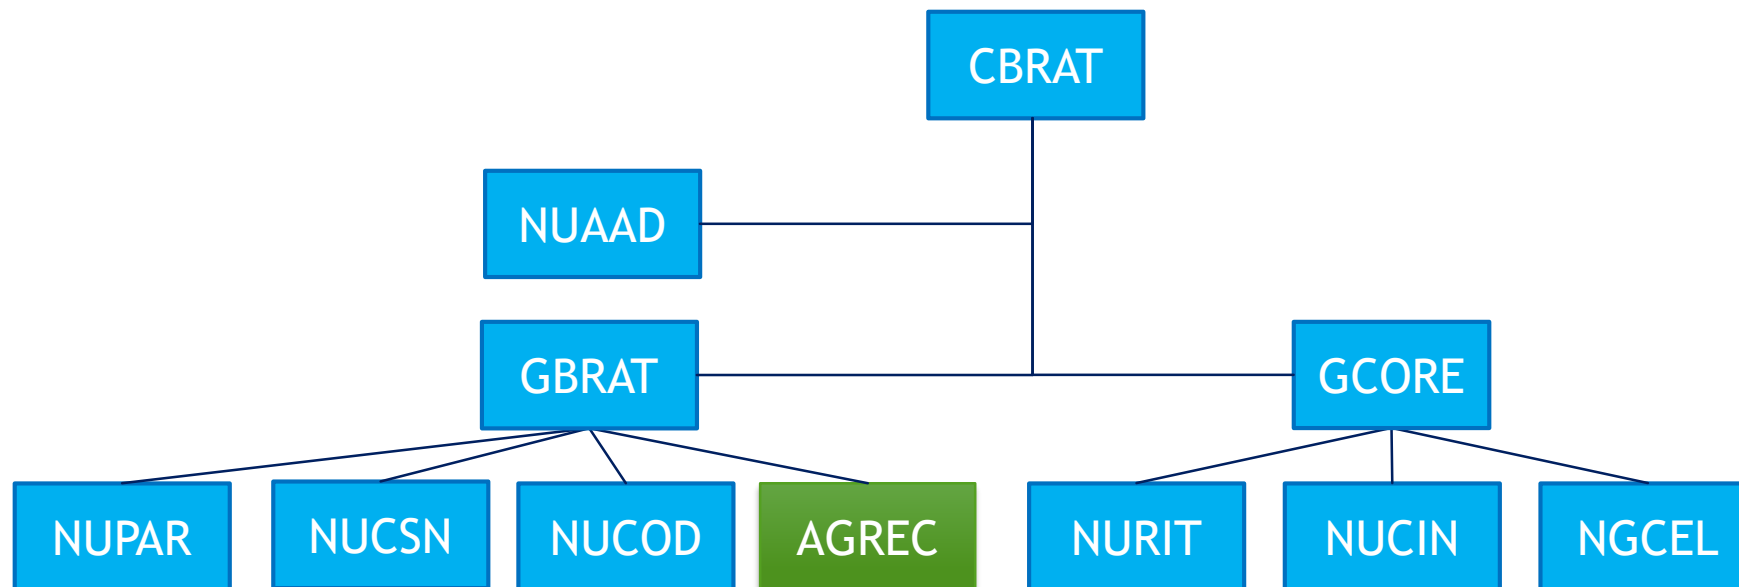 CBRAT
NUAAD
GBRAT
GCORE
NUPAR
NUCSN
NUCOD
AGREC
NURIT
NUCIN
NGCEL